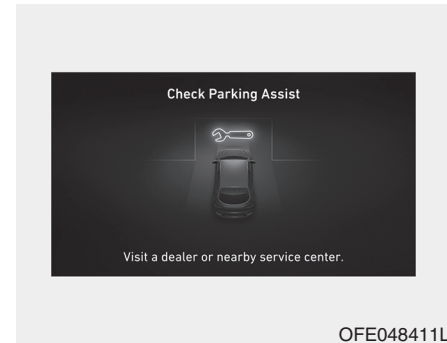 Check Parking Assist
Visit a dealer or nearby service center.
OFE048411L